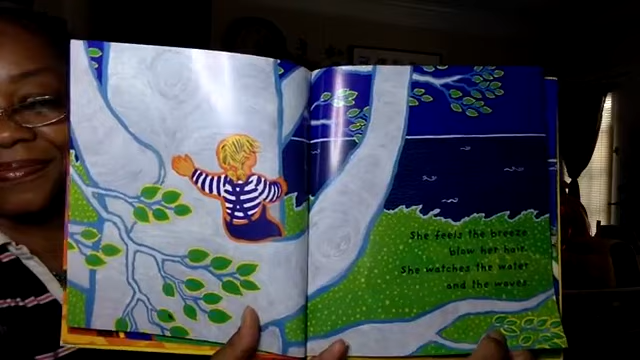 She feels the breeze
blow her hair.
She watches the water
and the waves.